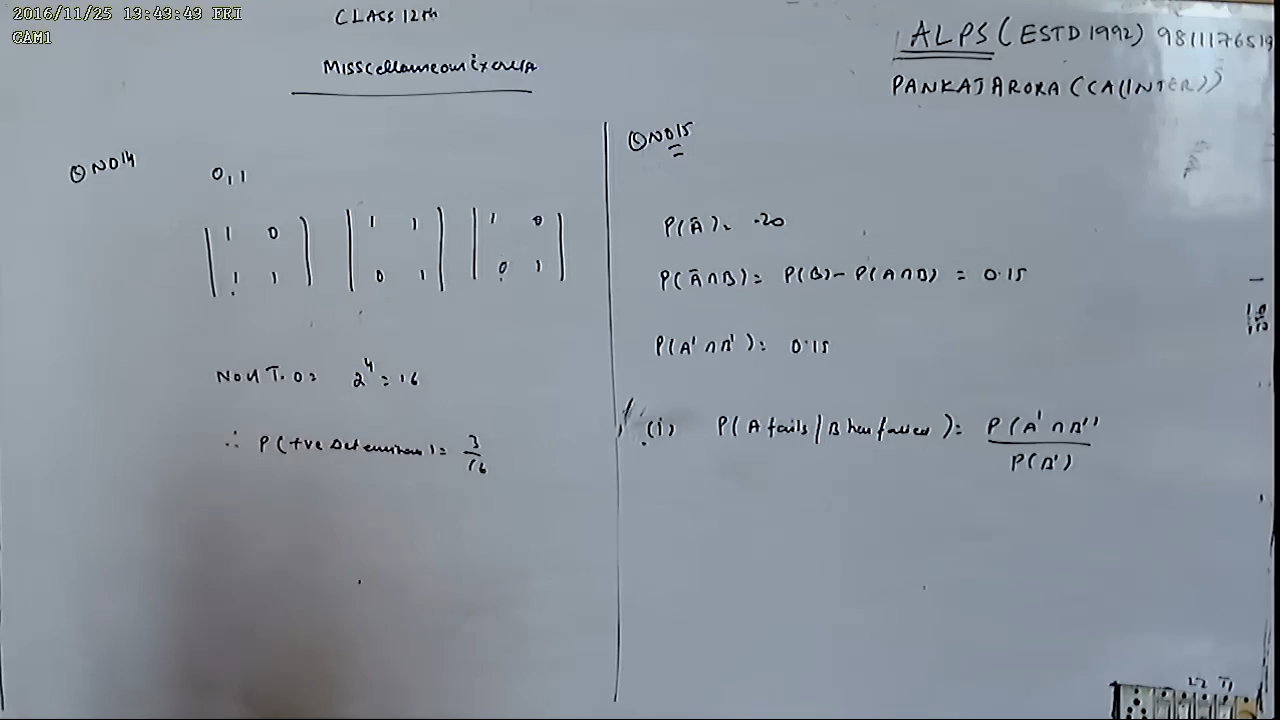 2016/11/25 13:43:43 FRI
CAM1
CLASS 12th
MISScellaneous Exercise
ALPS (ESTD 1992) 9811176519
PANKAJ ARORA (CA(INTER))
Q NO 14
0, 1
| 1 0 | | 1 1 | | 1 0 |
| 1 1 | | 0 1 | | 0 1 |
2^4 = 16
∴ P(+ve Determinant) = 3/16
Q NO 15
P(Ā) = .20
P(Ā∩B) = P(B) - P(A∩B) = 0.15
P(A' ∩ B') = 0.15
(i) P(A fails / B has failed) = P(A' ∩ B') / P(B')